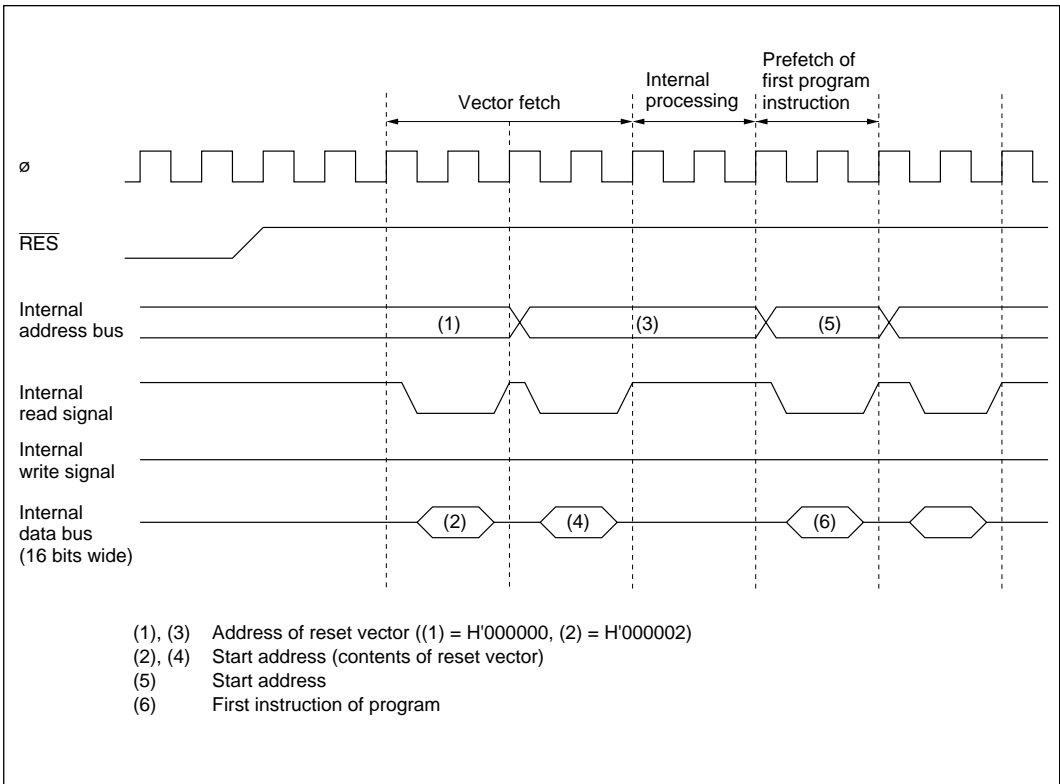 Prefetch of
first program
instruction
Internal
processing
Vector fetch
ø
RES
Internal
address bus
(1)
(3)
(5)
Internal
read signal
Internal
write signal
Internal
data bus
(16 bits wide)
(2)
(4)
(6)
(1), (3) Address of reset vector ((1) = H'000000, (2) = H'000002)
(2), (4) Start address (contents of reset vector)
(5) Start address
(6) First instruction of program